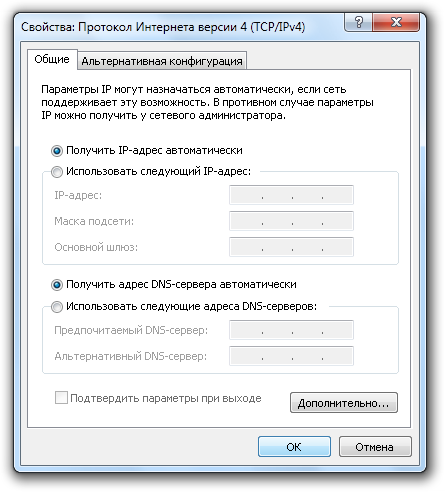 Свойства: Протокол Интернета версии 4 (TCP/IPv4)
Общие
Альтернативная конфигурация
Параметры IP могут назначаться автоматически, если сеть
поддерживает эту возможность. В противном случае параметры
IP можно получить у сетевого администратора.
Получить IP-адрес автоматически
Использовать следующий IP-адрес:
IP-адрес:
Маска подсети:
Основной шлюз:
Получить адрес DNS-сервера автоматически
Использовать следующие адреса DNS-серверов:
Предпочитаемый DNS-сервер:
Альтернативный DNS-сервер:
Подтвердить параметры при выходе
Дополнительно...
ОК
Отмена